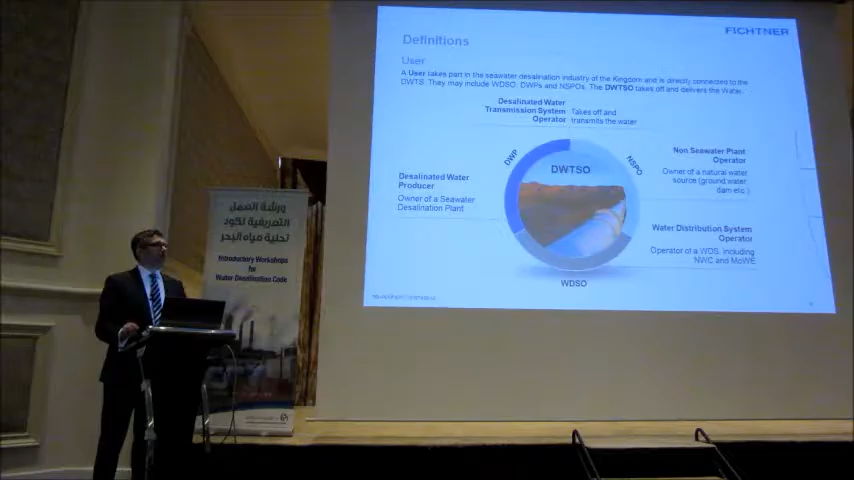 FICHTNER
Definitions
User
A User takes part in the seawater desalination industry of the Kingdom and is directly connected to the
DWTS. They may include WDSO, DWPs and NSPOs. The DWTSO takes off and delivers the Water.
Desalinated Water
Transmission System
Operator
Takes off and
transmits the water
DWP
DWTSO
NSPO
WDSO
Desalinated Water
Producer
Owner of a Seawater
Desalination Plant
Non Seawater Plant
Operator
Owner of a natural water
source (ground water,
dam etc.)
Water Distribution System
Operator
Operator of a WDS, including
NWC and MoWE
ورشة العمل
التعريفية لكود
تحلية مياه البحر
Introductory Workshops
for
Water Desalination Code